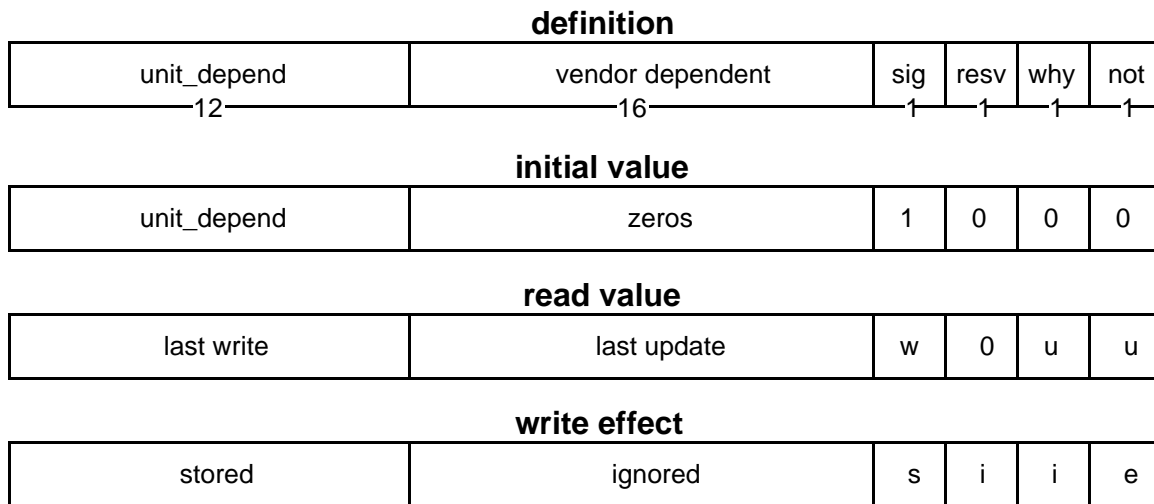 definition
unit_depend vendor dependent sig resv why not
12 16 1 1 1 1
initial value
unit_depend zeros 1 0 0 0
read value
last write last update w 0 u u
write effect
stored ignored s i i e